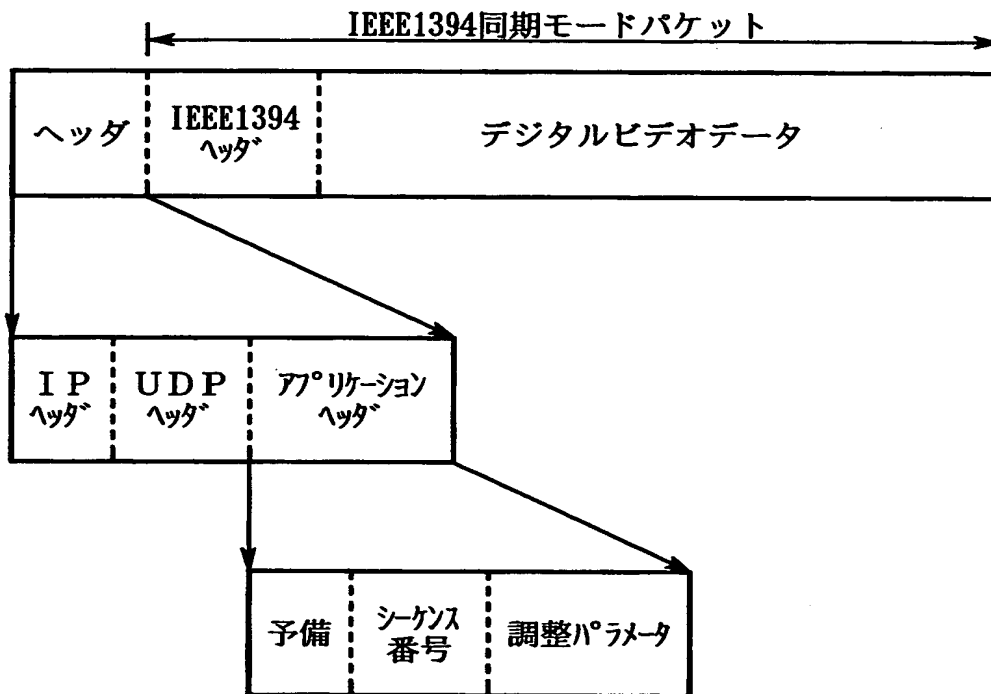 IEEE1394同期モードパケット
ヘッダ
IEEE1394
ヘッダ
デジタルビデオデータ
IP
ヘッダ
UDP
ヘッダ
アプリケーション
ヘッダ
予備
シーケンス
番号
調整パラメータ